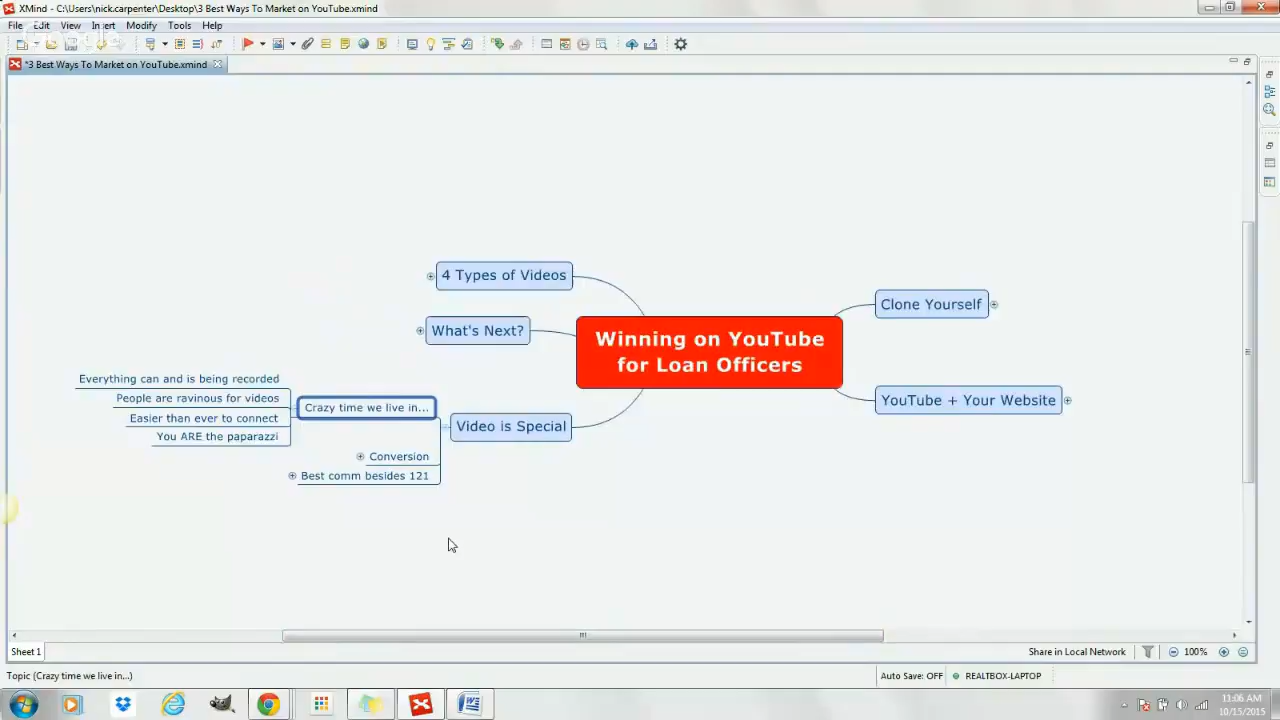 XMind - C:\Users\nick.carpenter\Desktop\3 Best Ways To Market on YouTube.xmind
File Edit View Insert Modify Tools Help
Google
*3 Best Ways To Market on YouTube.xmind
4 Types of Videos
What's Next?
Winning on YouTube
for Loan Officers
Clone Yourself
YouTube + Your Website
Everything can and is being recorded
People are ravinous for videos
Easier than ever to connect
You ARE the paparazzi
Crazy time we live in...
Video is Special
Conversion
Best comm besides 121
Sheet 1
Share in Local Network
100%
Topic (Crazy time we live in...)
Auto Save: OFF
REALTBOX-LAPTOP
11:06 AM
10/15/2015